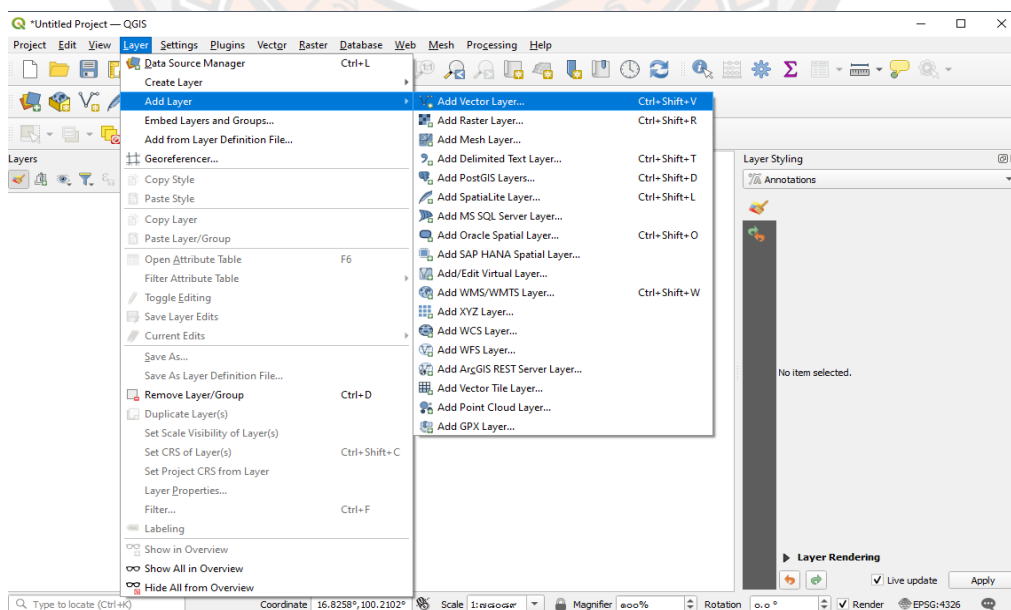 *Untitled Project — QGIS
Project Edit View Layer Settings Plugins Vector Raster Database Web Mesh Processing Help
Data Source Manager Ctrl+L
Create Layer
Add Layer
Embed Layers and Groups...
Add from Layer Definition File...
Georeferencer...
Copy Style
Paste Style
Copy Layer
Paste Layer/Group
Open Attribute Table F6
Filter Attribute Table
Toggle Editing
Save Layer Edits
Current Edits
Save As...
Save As Layer Definition File...
Remove Layer/Group Ctrl+D
Duplicate Layer(s)
Set Scale Visibility of Layer(s)
Set CRS of Layer(s) Ctrl+Shift+C
Set Project CRS from Layer
Layer Properties...
Filter... Ctrl+F
Labeling
Show in Overview
Show All in Overview
Hide All from Overview
Add Vector Layer... Ctrl+Shift+V
Add Raster Layer... Ctrl+Shift+R
Add Mesh Layer...
Add Delimited Text Layer... Ctrl+Shift+T
Add PostGIS Layers... Ctrl+Shift+D
Add SpatiaLite Layer... Ctrl+Shift+L
Add MS SQL Server Layer...
Add Oracle Spatial Layer... Ctrl+Shift+O
Add SAP HANA Spatial Layer...
Add/Edit Virtual Layer...
Add WMS/WMTS Layer... Ctrl+Shift+W
Add XYZ Layer...
Add WCS Layer...
Add WFS Layer...
Add ArcGIS REST Server Layer...
Add Vector Tile Layer...
Add Point Cloud Layer...
Add GPX Layer...
Layers
Layer Styling
Annotations
No item selected.
Layer Rendering
Live update Apply
Type to locate (Ctrl+K) Coordinate 16.8258°,100.2102° Scale Magnifier ๑๐๐% Rotation ๐.๐ ° Render EPSG:4326